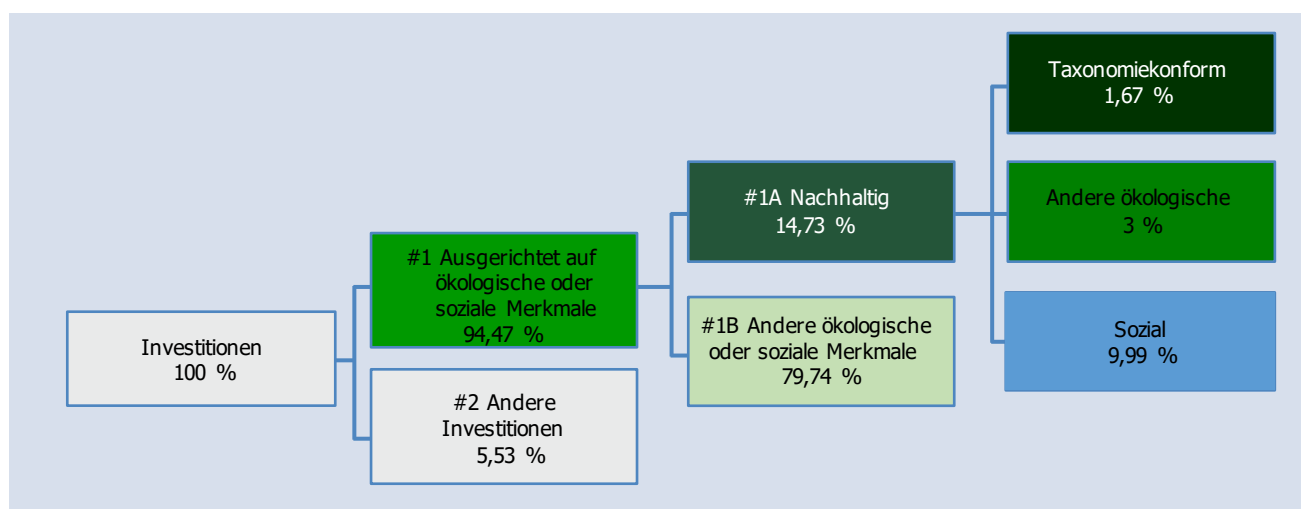 Investitionen
100 %
#1 Ausgerichtet auf
ökologische oder
soziale Merkmale
94,47 %
#2 Andere
Investitionen
5,53 %
#1A Nachhaltig
14,73 %
#1B Andere ökologische
oder soziale Merkmale
79,74 %
Taxonomiekonform
1,67 %
Andere ökologische
3 %
Sozial
9,99 %